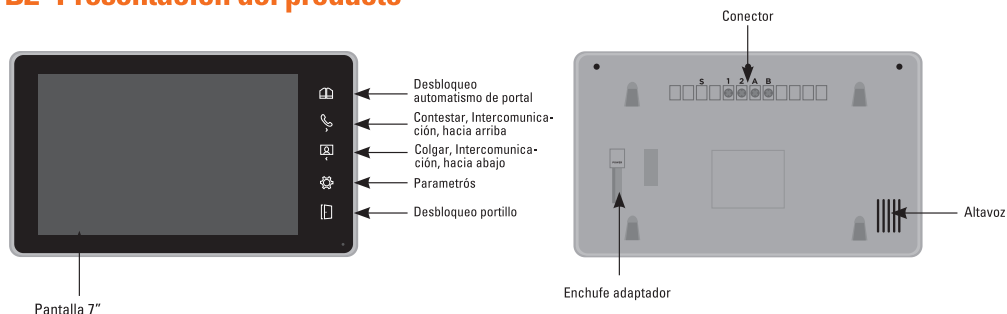 B2 Presentación del producto
Conector
Desbloqueo
automatismo de portal
Contestar, Intercomunica-
ción, hacia arriba
Colgar, Intercomunica-
ción, hacia abajo
Parametrós
Desbloqueo portillo
Pantalla 7”
S 1 2 A B
Altavoz
Enchufe adaptador